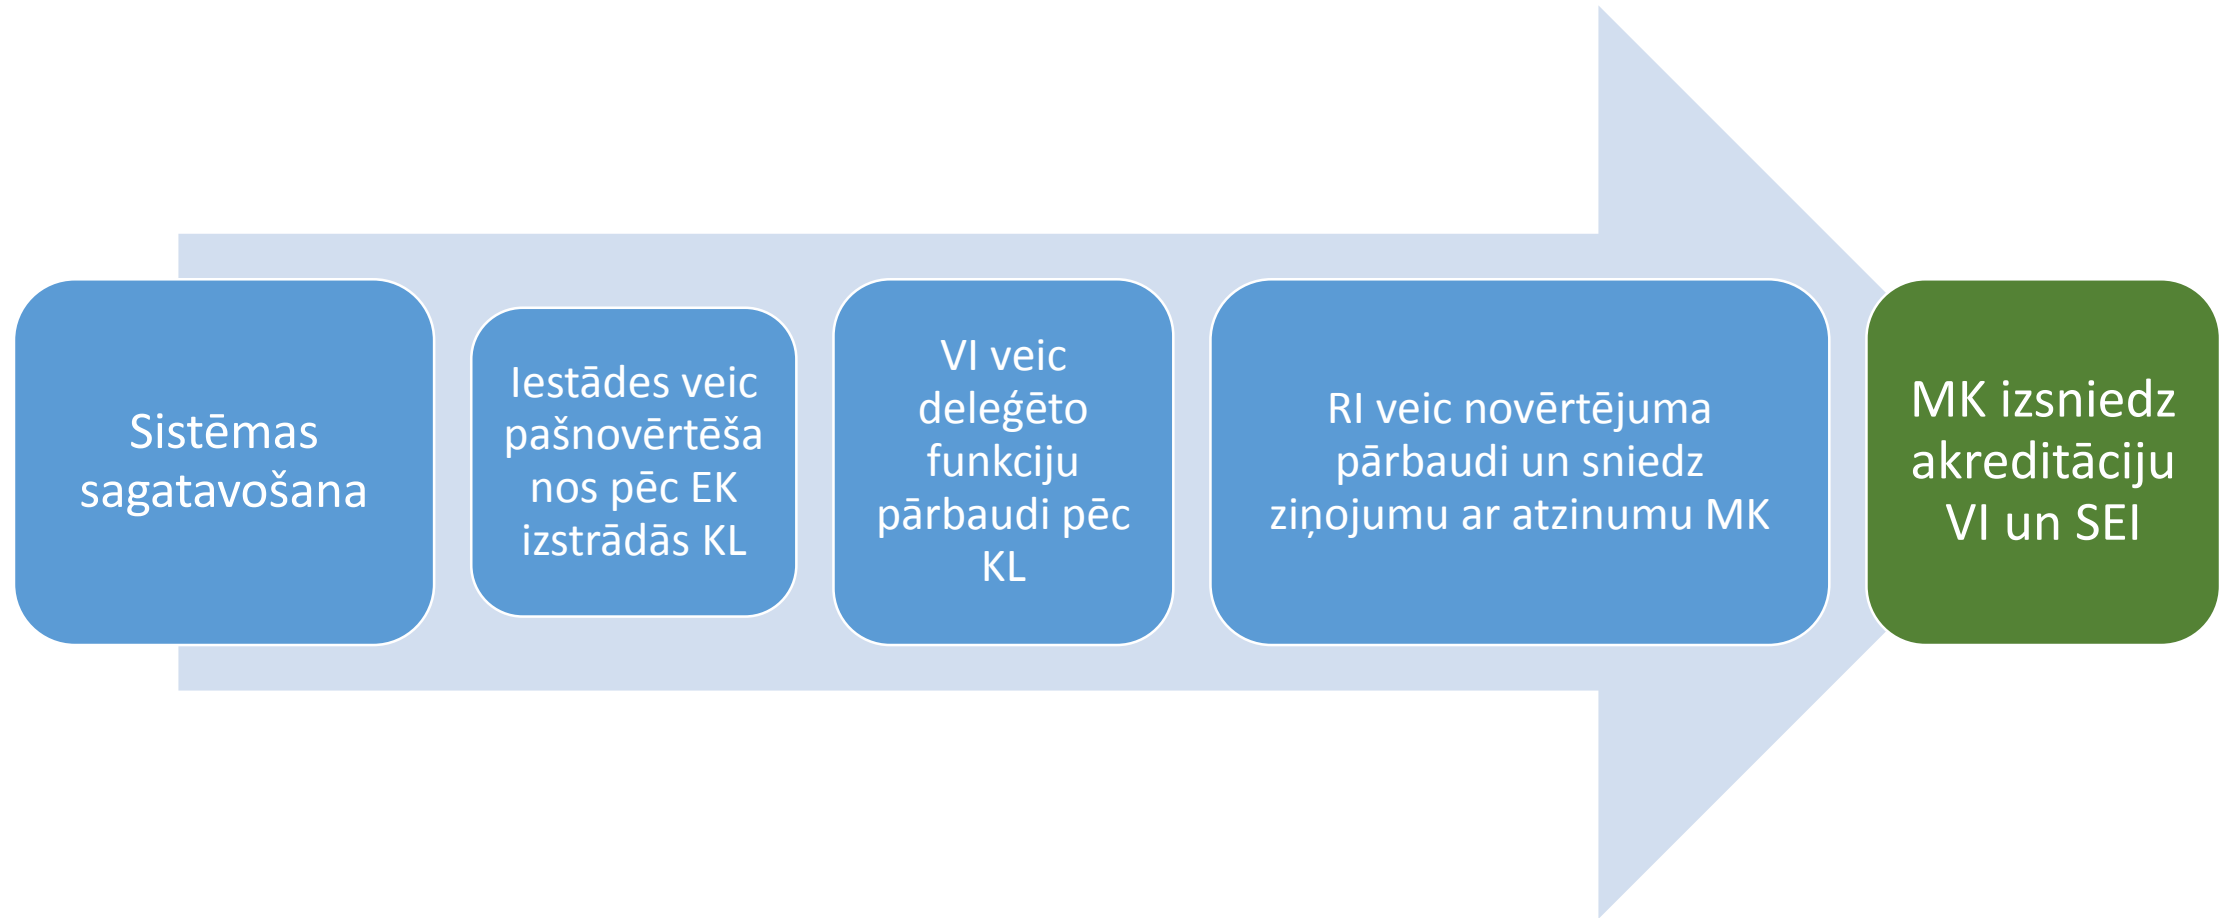 Sistēmas
sagatavošana
Iestādes veic
pašnovērtēša
nos pēc EK
izstrādās KL
VI veic
deleģēto
funkciju
pārbaudi pēc
KL
RI veic novērtējuma
pārbaudi un sniedz
ziņojumu ar atzinumu MK
MK izsniedz
akreditāciju
VI un SEI